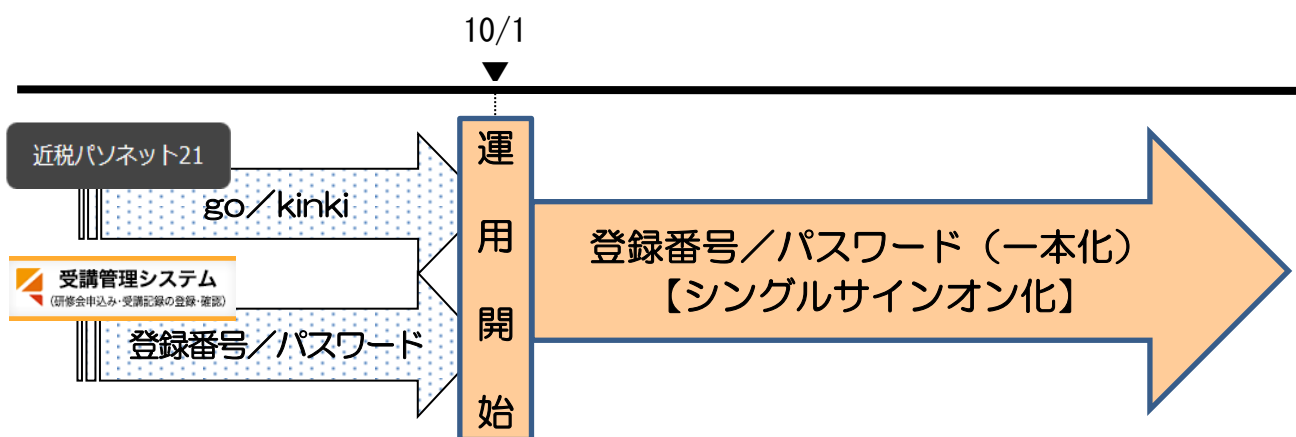 10/1
▼
近税パソネット21
go／kinki
受講管理システム
(研修会申込み・受講記録の登録・確認)
登録番号／パスワード
運用開始
登録番号／パスワード（一本化）
【シングルサインオン化】